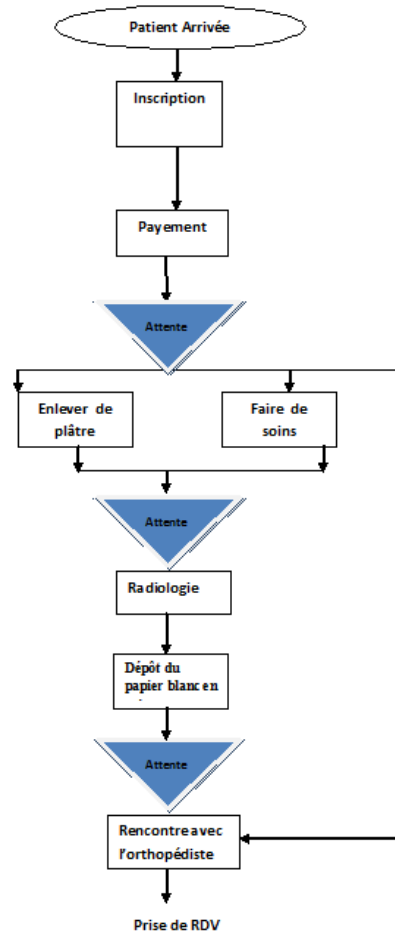 Patient Arrivée
Inscription
Payement
Attente
Enlever de
plâtre
Faire de
soins
Attente
Radiologie
Dépôt du
papier blanc en
Attente
Rencontre avec
l'orthopédiste
Prise de RDV